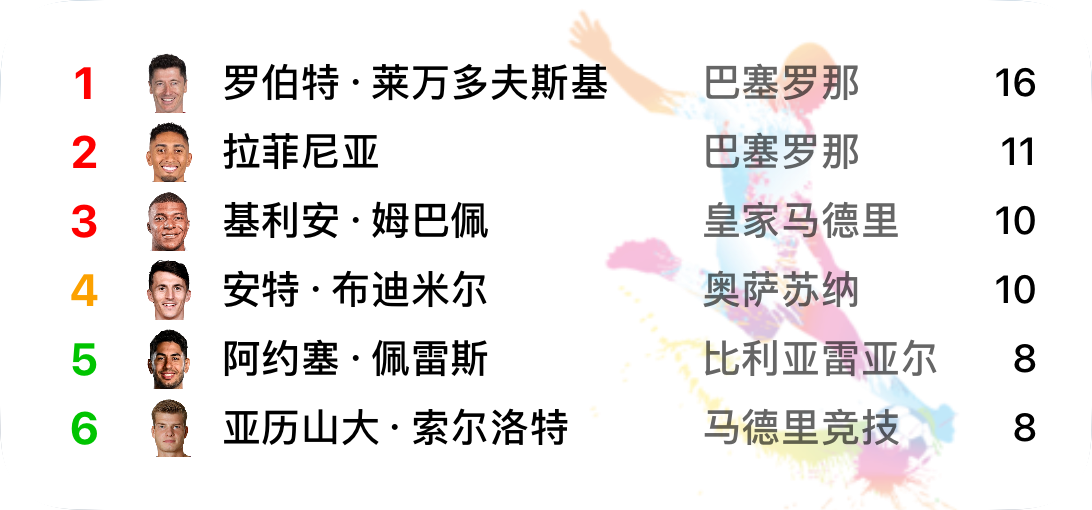 1 罗伯特·莱万多夫斯基 巴塞罗那 16
2 拉菲尼亚 巴塞罗那 11
3 基利安·姆巴佩 皇家马德里 10
4 安特·布迪米尔 奥萨苏纳 10
5 阿约塞·佩雷斯 比利亚雷亚尔 8
6 亚历山大·索尔洛特 马德里竞技 8